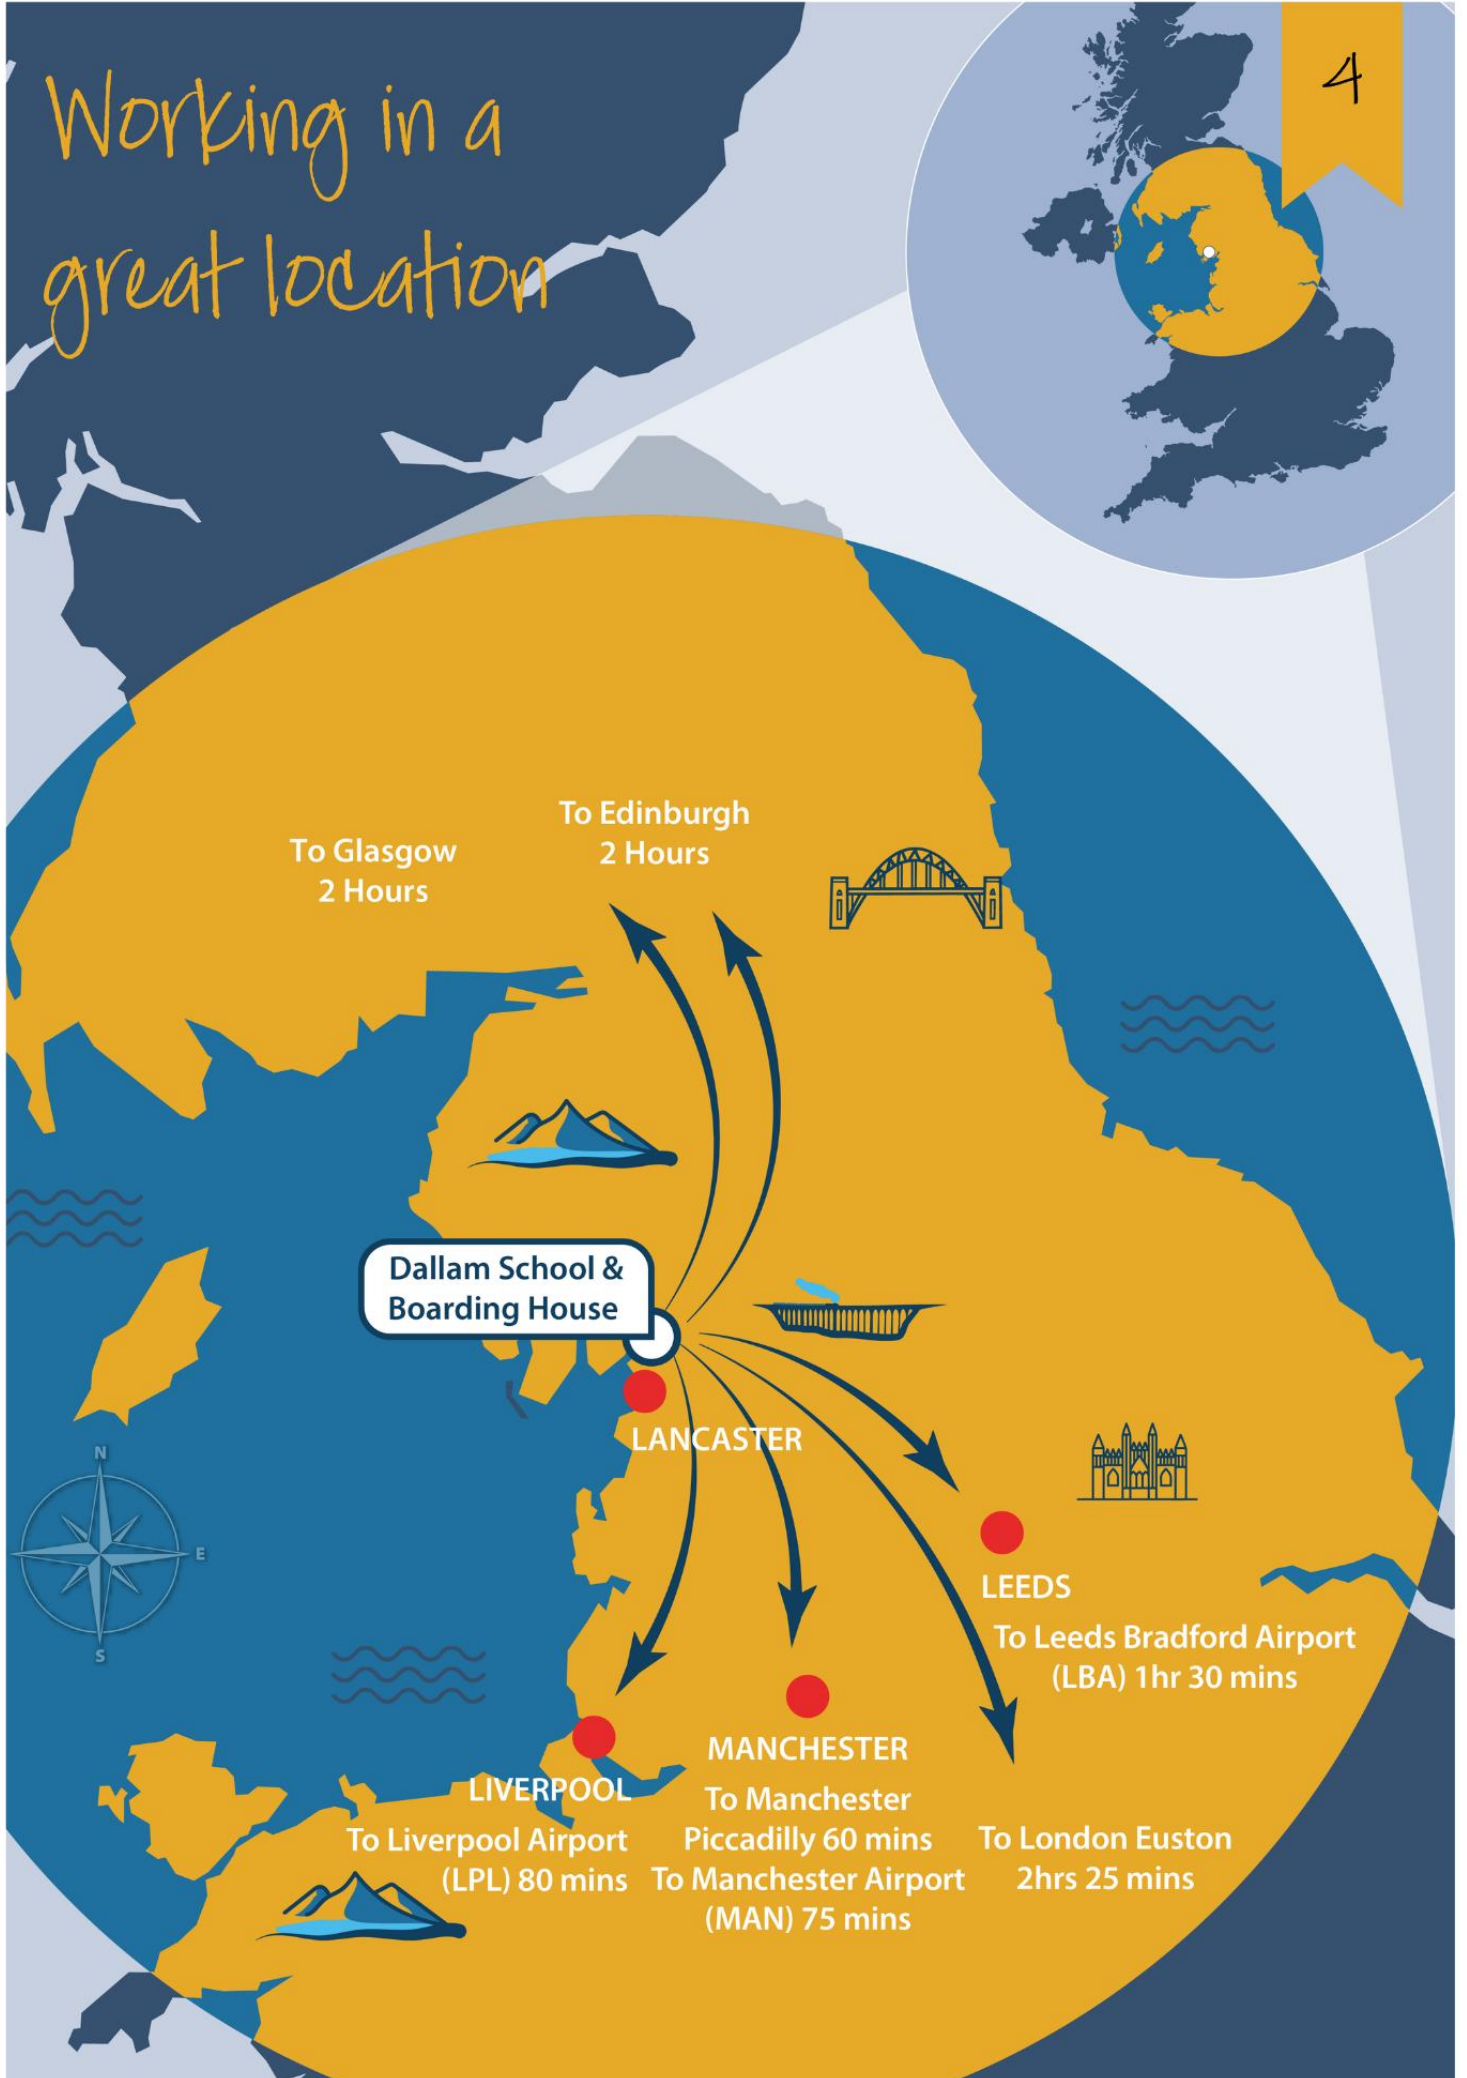 Working in a
great location
4
To Glasgow
2 Hours
To Edinburgh
2 Hours
Dallam School &
Boarding House
LANCASTER
N
E
S
LEEDS
To Leeds Bradford Airport
(LBA) 1hr 30 mins
MANCHESTER
To Manchester
Piccadilly 60 mins
To Manchester Airport
(MAN) 75 mins
LIVERPOOL
To Liverpool Airport
(LPL) 80 mins
To London Euston
2hrs 25 mins